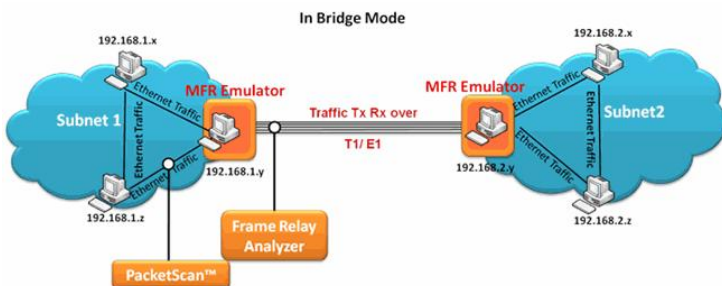 In Bridge Mode
192.168.1.x
Ethernet Traffic
MFR Emulator
Subnet 1
Ethernet Traffic
Ethernet Traffic
192.168.1.y
192.168.1.z
Traffic Tx Rx over
T1/ E1
Frame Relay
Analyzer
PacketScan™
192.168.2.x
MFR Emulator
Ethernet Traffic
Subnet2
Ethernet Traffic
Ethernet Traffic
192.168.2.y
192.168.2.z